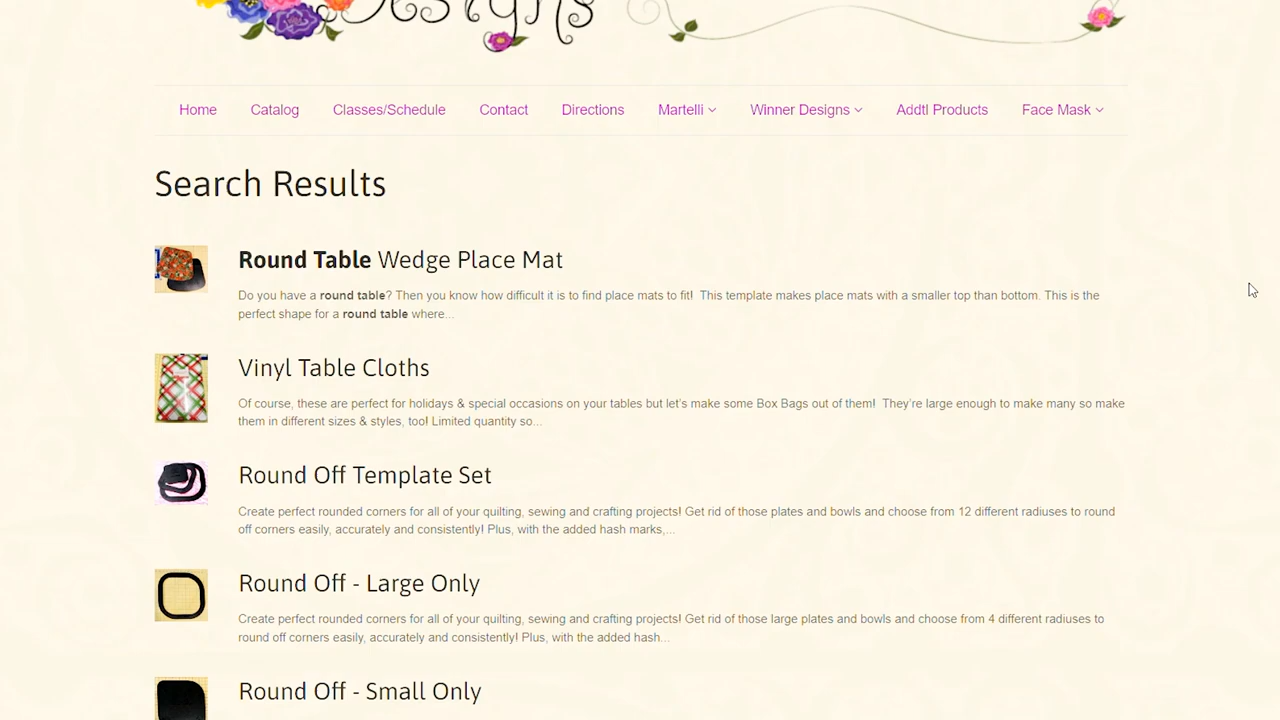 Designs
Home Catalog Classes/Schedule Contact Directions Martelli Winner Designs Addtl Products Face Mask
Search Results
Round Table Wedge Place Mat
Do you have a round table? Then you know how difficult it is to find place mats to fit!  This template makes place mats with a smaller top than bottom. This is the
perfect shape for a round table where...
Vinyl Table Cloths
Of course, these are perfect for holidays & special occasions on your tables but let's make some Box Bags out of them!  They're large enough to make many so make
them in different sizes & styles, too! Limited quantity so...
Round Off Template Set
Create perfect rounded corners for all of your quilting, sewing and crafting projects! Get rid of those plates and bowls and choose from 12 different radiuses to round
off corners easily, accurately and consistently! Plus, with the added hash marks,...
Round Off - Large Only
Create perfect rounded corners for all of your quilting, sewing and crafting projects! Get rid of those large plates and bowls and choose from 4 different radiuses to
round off corners easily, accurately and consistently! Plus, with the added hash...
Round Off - Small Only